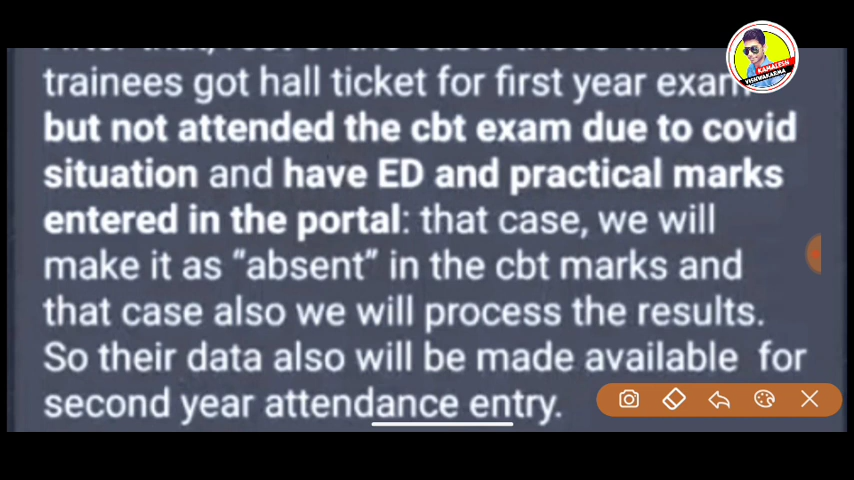 trainees got hall ticket for first year exam
but not attended the cbt exam due to covid
situation and have ED and practical marks
entered in the portal: that case, we will
make it as “absent” in the cbt marks and
that case also we will process the results.
So their data also will be made available for
second year attendance entry.
KAMALESH
VISHWAKARMA